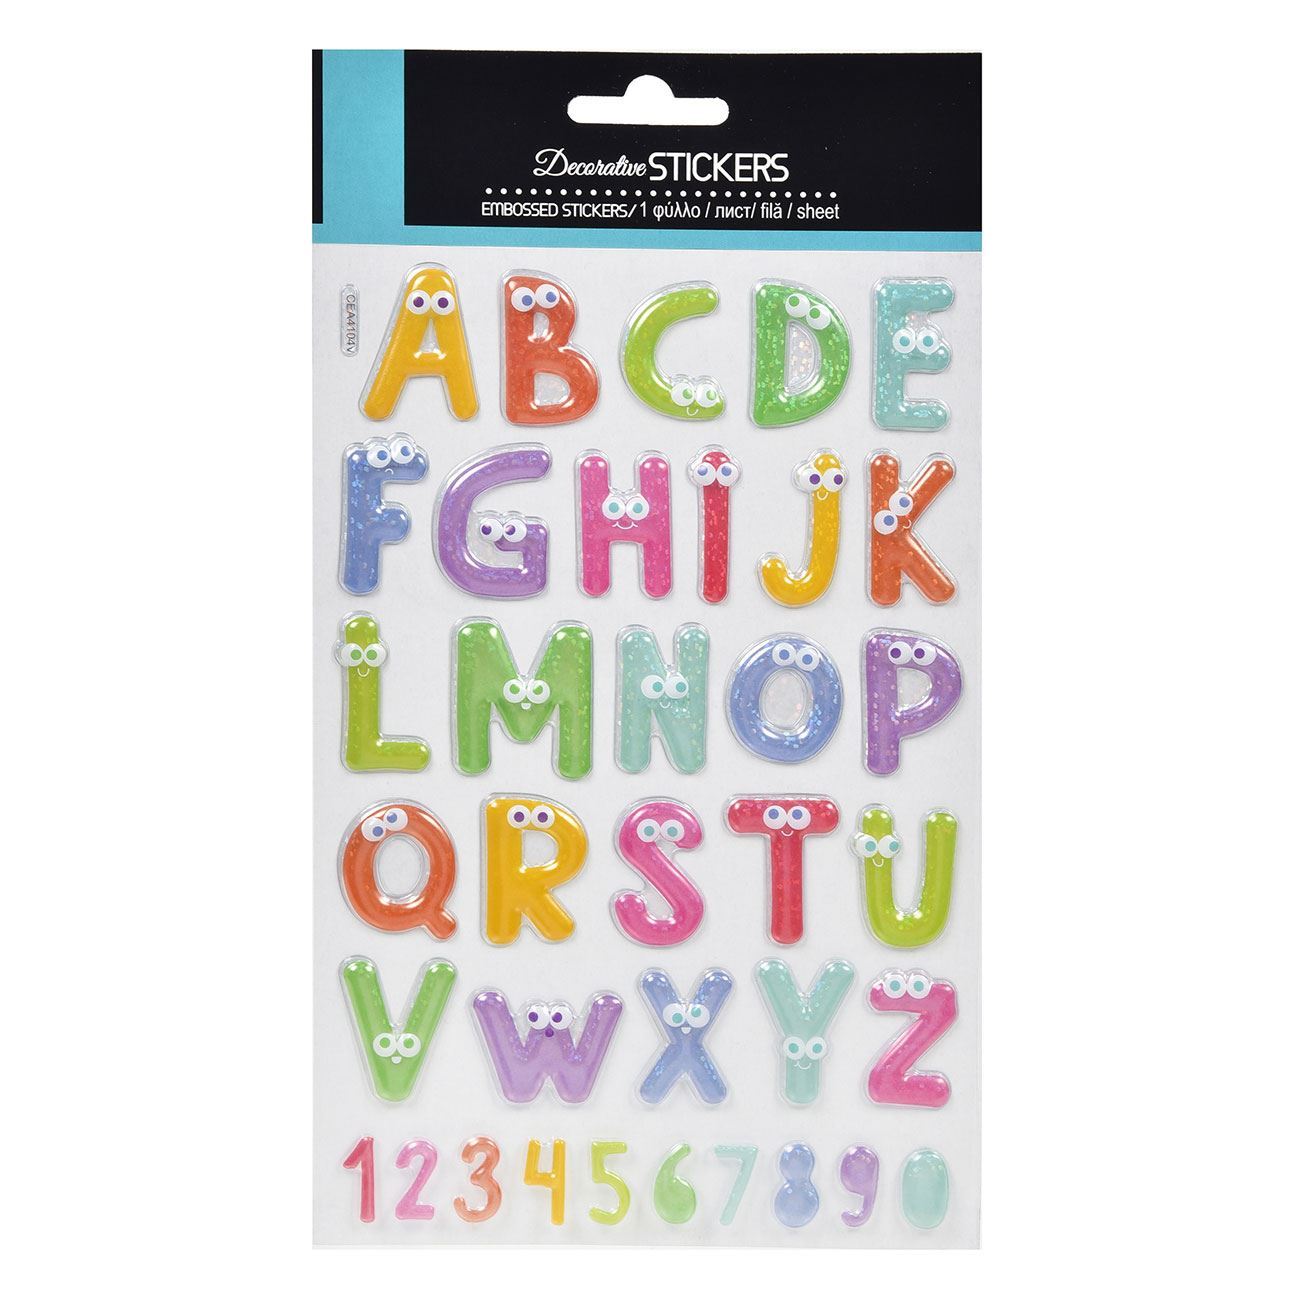 Decorative STICKERS
EMBOSSED STICKERS/1 φύλλο / лист/ filă / sheet
CEA4104v
A B C D E
F G H I J K
L M N O P
Q R S T U
V W X Y Z
1 2 3 4 5 6 7 8 9 0